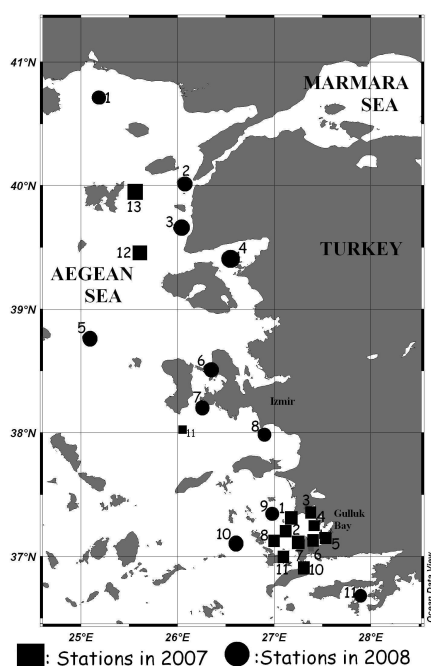 41°N
MARMARA
SEA
1
40°N
2
13
3
4
TURKEY
12
AEGEAN
SEA
39°N
5
6
Izmir
7
11
8
38°N
9
1
3
4
Gulluk
Bay
10
8
2
5
7
6
37°N
11
10
11
25°E
26°E
27°E
28°E
Ocean Data View
: Stations in 2007
:Stations in 2008